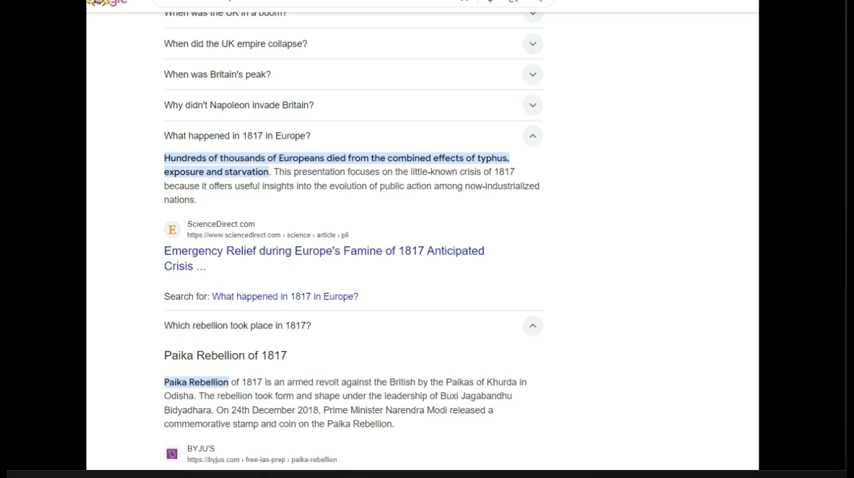 When was the UK in a boom?
When did the UK empire collapse?
When was Britain's peak?
Why didn't Napoleon invade Britain?
What happened in 1817 in Europe?
Hundreds of thousands of Europeans died from the combined effects of typhus,
exposure and starvation. This presentation focuses on the little-known crisis of 1817
because it offers useful insights into the evolution of public action among now-industrialized
nations.
ScienceDirect.com
https://www.sciencedirect.com › science › article › pii
Emergency Relief during Europe's Famine of 1817 Anticipated
Crisis ...
Search for: What happened in 1817 in Europe?
Which rebellion took place in 1817?
Paika Rebellion of 1817
Paika Rebellion of 1817 is an armed revolt against the British by the Paikas of Khurda in
Odisha. The rebellion took form and shape under the leadership of Buxi Jagabandhu
Bidyadhara. On 24th December 2018, Prime Minister Narendra Modi released a
commemorative stamp and coin on the Paika Rebellion.
BYJU'S
https://byjus.com › free-ias-prep › paika-rebellion